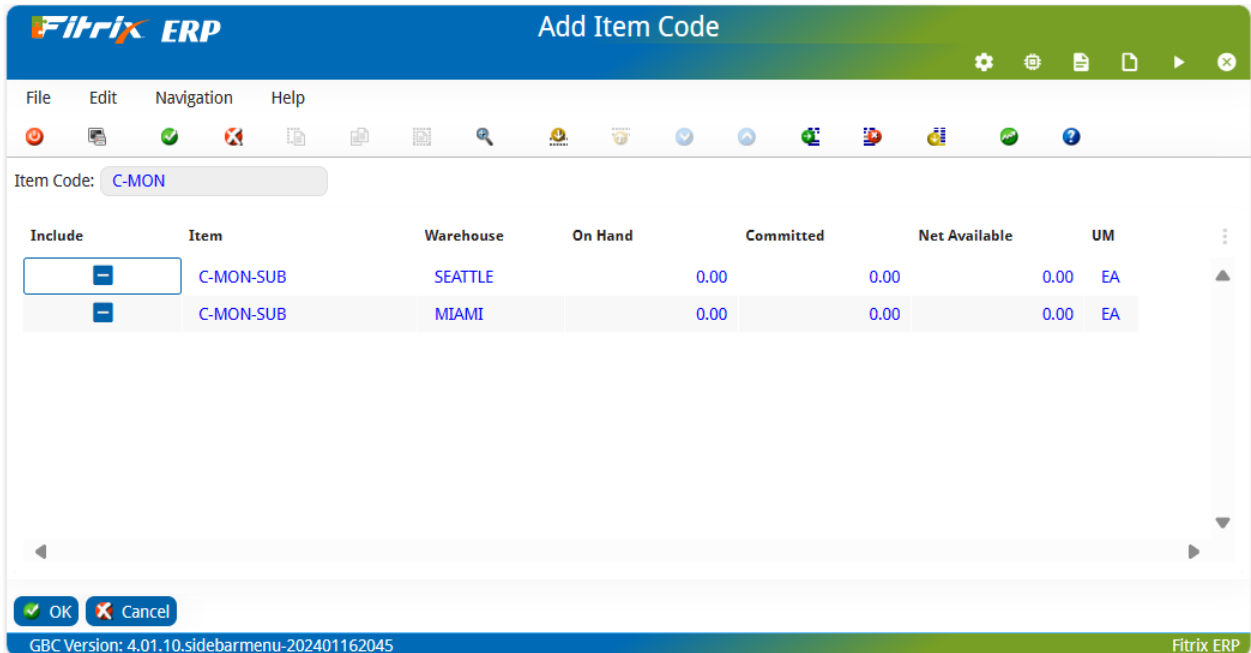 Fitrix ERP
Add Item Code
File Edit Navigation Help
Item Code: C-MON
Include Item Warehouse On Hand Committed Net Available UM
C-MON-SUB SEATTLE 0.00 0.00 0.00 EA
C-MON-SUB MIAMI 0.00 0.00 0.00 EA
OK Cancel
GBC Version: 4.01.10.sidebarmenu-202401162045 Fitrix ERP